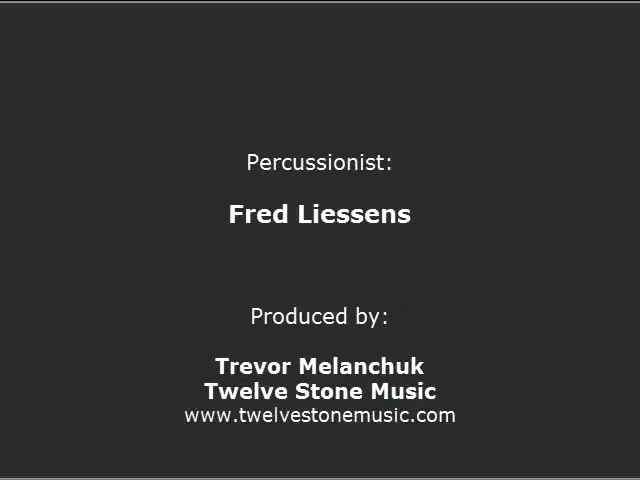 Percussionist:
Fred Liessens
Produced by:
Trevor Melanchuk
Twelve Stone Music
www.twelvestonemusic.com